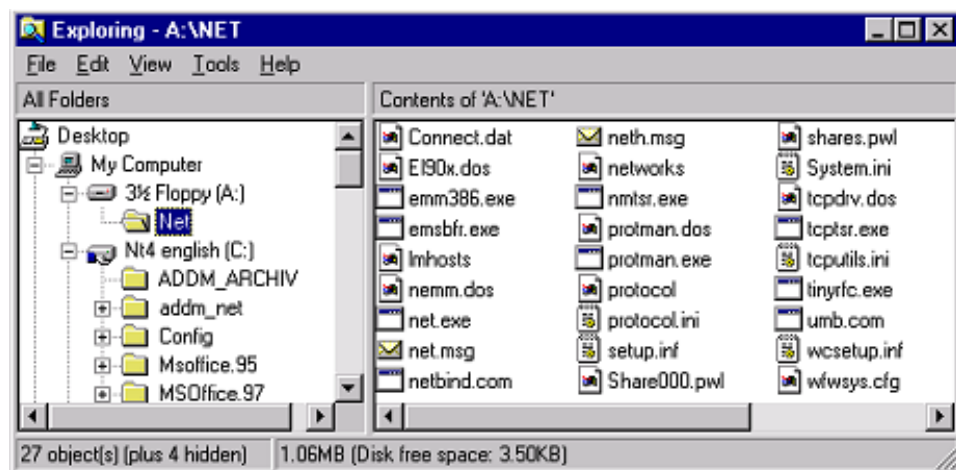 Exploring - A:\NET
File Edit View Tools Help
All Folders
Contents of 'A:\NET'
Desktop
My Computer
3½ Floppy (A:)
Net
Nt4 english (C:)
ADDM_ARCHIV
addm_net
Config
Msoffice.95
MSOffice.97
Connect.dat
El90x.dos
emm386.exe
emsbfr.exe
lmhosts
nemm.dos
net.exe
net.msg
netbind.com
neth.msg
networks
nmtsr.exe
protman.dos
protman.exe
protocol
protocol.ini
setup.inf
Share000.pwl
shares.pwl
System.ini
tcpdrv.dos
tcptsr.exe
tcputils.ini
tinyrfc.exe
umb.com
wcsetup.inf
wfwsys.cfg
27 object(s) (plus 4 hidden)
1.06MB (Disk free space: 3.50KB)